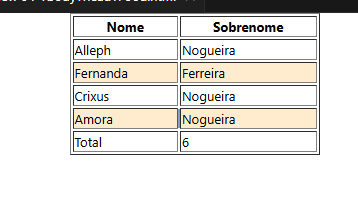 Nome Sobrenome
Alleph Nogueira
Fernanda Ferreira
Crixus Nogueira
Amora Nogueira
Total 6